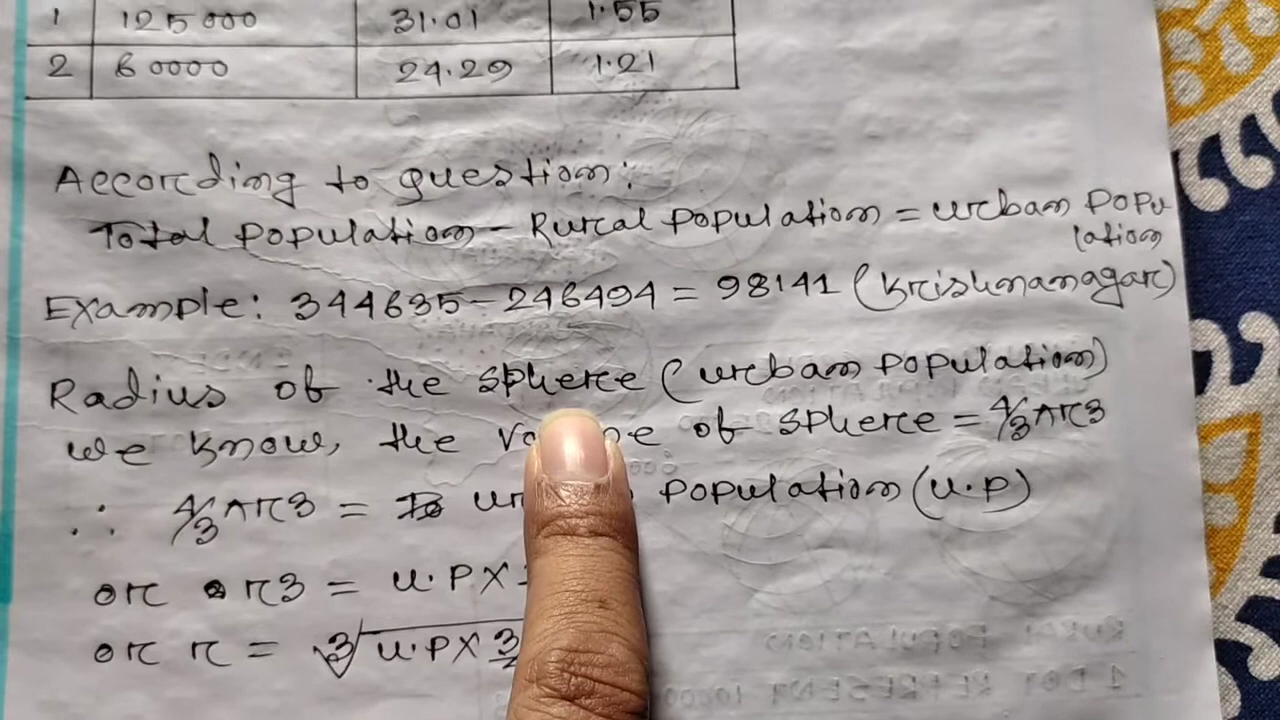 1 125000 31.01 1.55
2 60000 24.29 1.21
According to question:
Total population - Rural population = urban popu
lation
Example: 344635-246494 = 98141 (Krishnanagar)
Radius of the sphere (urban population)
we know, the of sphere = 4/3πr3
∴ 4/3πr3 = population (u.p)
or r3 = u.p×
or r = ∛u.p×3